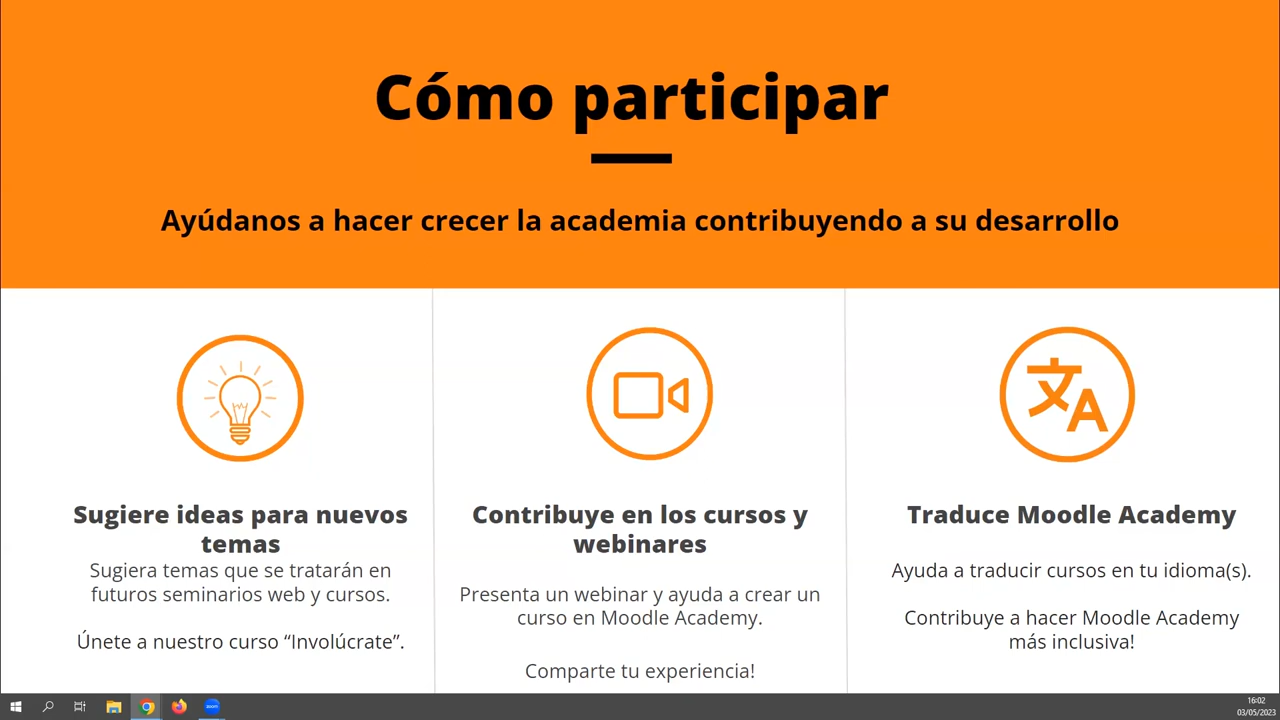 Cómo participar
Ayúdanos a hacer crecer la academia contribuyendo a su desarrollo
文A
Sugiere ideas para nuevos
temas
Sugiera temas que se tratarán en
futuros seminarios web y cursos.
Únete a nuestro curso “Involúcrate”.
Contribuye en los cursos y
webinares
Presenta un webinar y ayuda a crear un
curso en Moodle Academy.
Comparte tu experiencia!
Traduce Moodle Academy
Ayuda a traducir cursos en tu idioma(s).
Contribuye a hacer Moodle Academy
más inclusiva!
zoom
16:02
03/05/2023